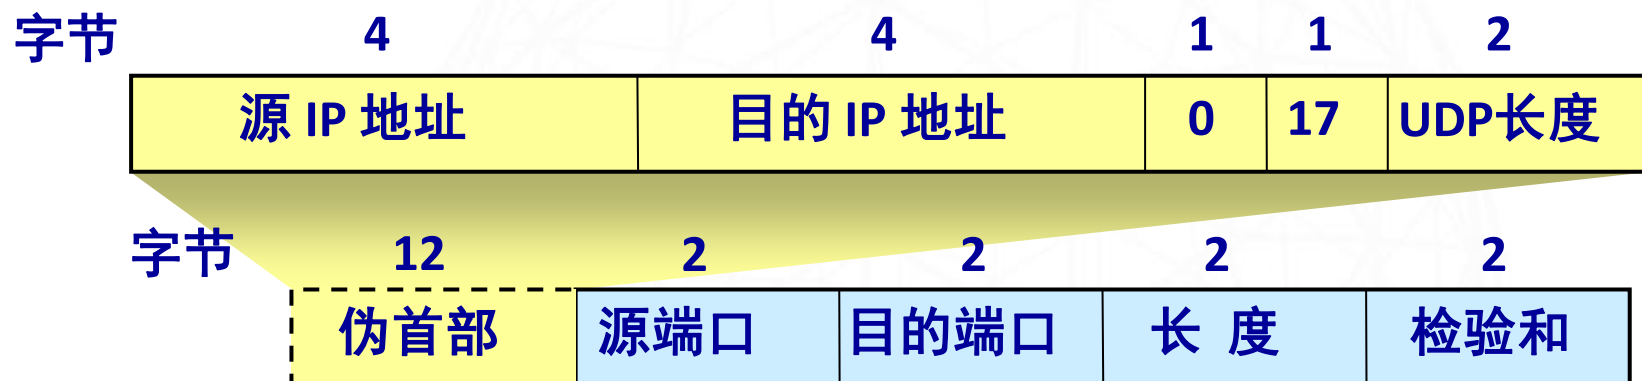 字节 4 4 1 1 2
源 IP 地址 目的 IP 地址 0 17 UDP长度
字节 12 2 2 2 2
伪首部 源端口 目的端口 长 度 检验和